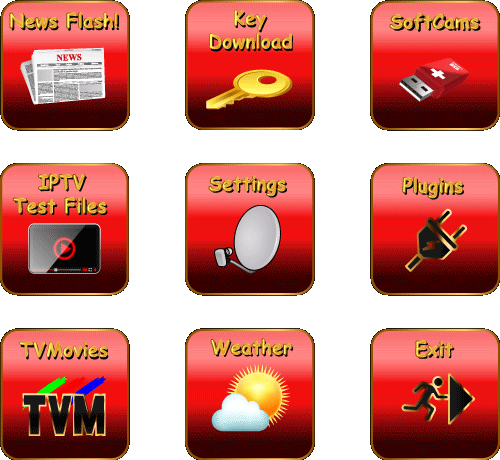 News Flash!
NEWS
Key
Download
SoftCams
IPTV
Test Files
Settings
Plugins
TVMovies
TVM
Weather
Exit